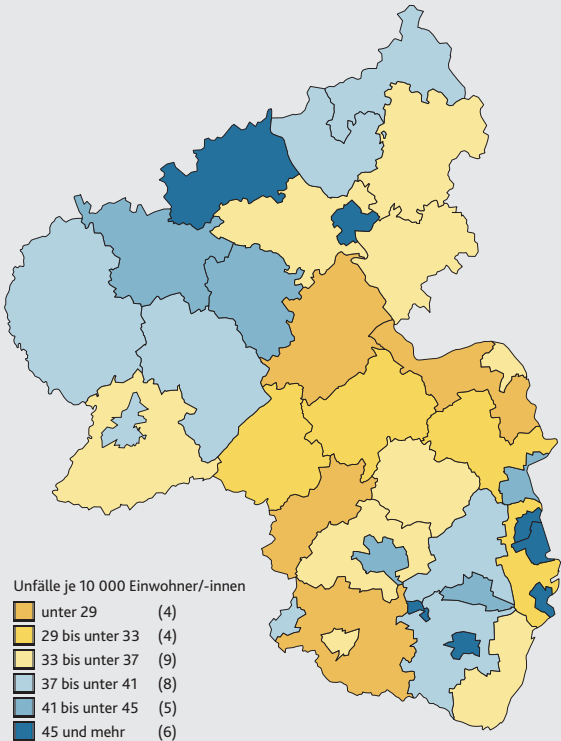 Unfälle je 10 000 Einwohner/-innen
unter 29 (4)
29 bis unter 33 (4)
33 bis unter 37 (9)
37 bis unter 41 (8)
41 bis unter 45 (5)
45 und mehr (6)